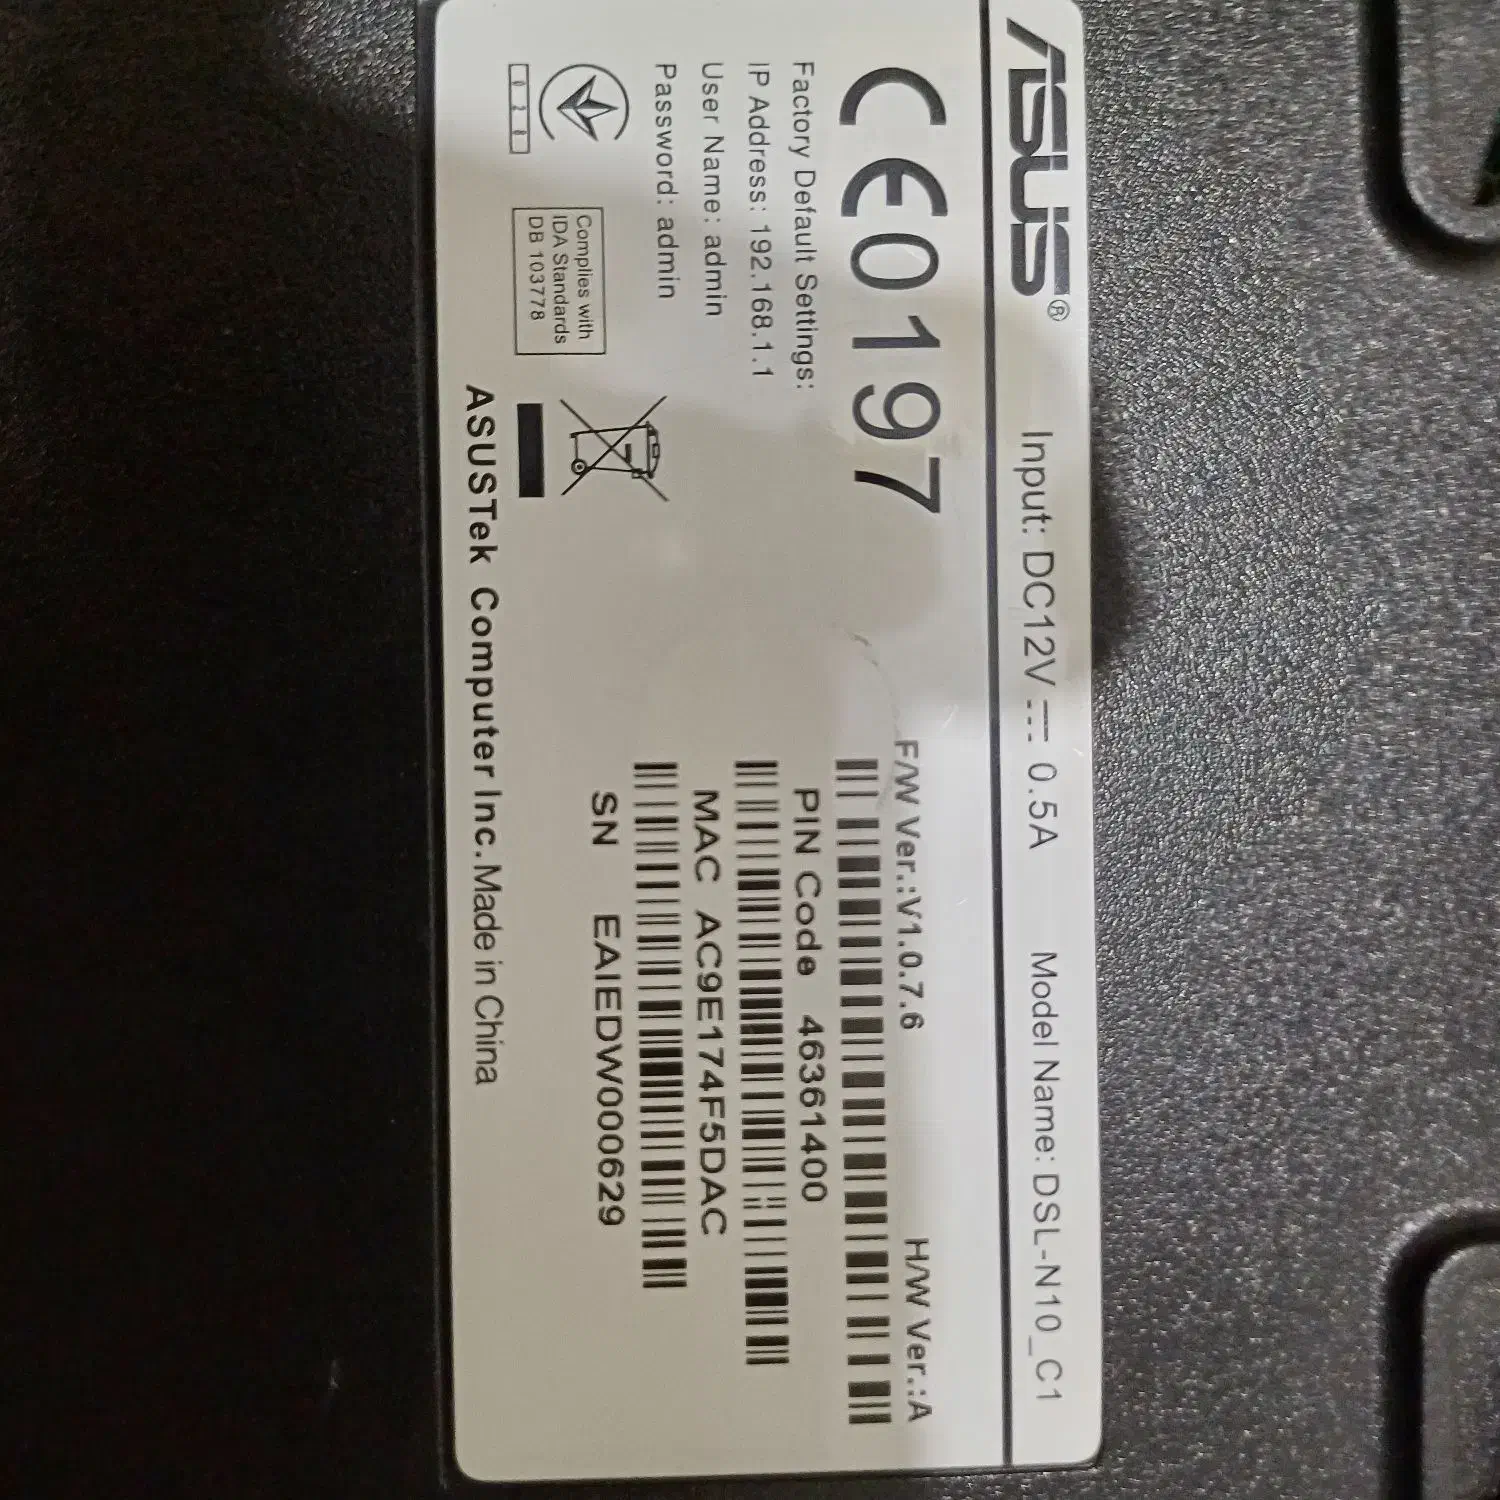 ASUS® Input: DC12V ⎓ 0.5A Model Name: DSL-N10_C1
CE0197
F/W Ver.:V1.0.7.6 H/W Ver.:A
Factory Default Settings:
IP Address: 192.168.1.1
User Name: admin
Password: admin
PIN Code 46361400
MAC AC9E174F5DAC
SN EAIEDW000629
Complies with
IDA Standards
DB 103778
ASUSTek Computer Inc.Made in China